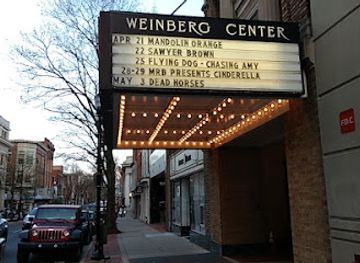 WEINBERG CENTER
APR 21 MANDOLIN ORANGE
22 SAWYER BROWN
25 FLYING DOG - CHASING AMY
28-29 MRB PRESENTS CINDERELLA
MAY 3 DEAD HORSES
FDC